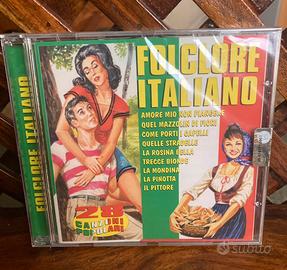 FOLCLORE
ITALIANO
AMORE MIO NON PIANGERE
QUEL MAZZOLIN DI FIORI
COME PORTI I CAPELLI
QUELLE STRADELLE
LA ROSINA BELLA
TRECCE BIONDE
LA MONDINA
LA PINOTTA
IL PITTORE
28
CANZONI
POPOLARI
FOLCLORE ITALIANO
subito